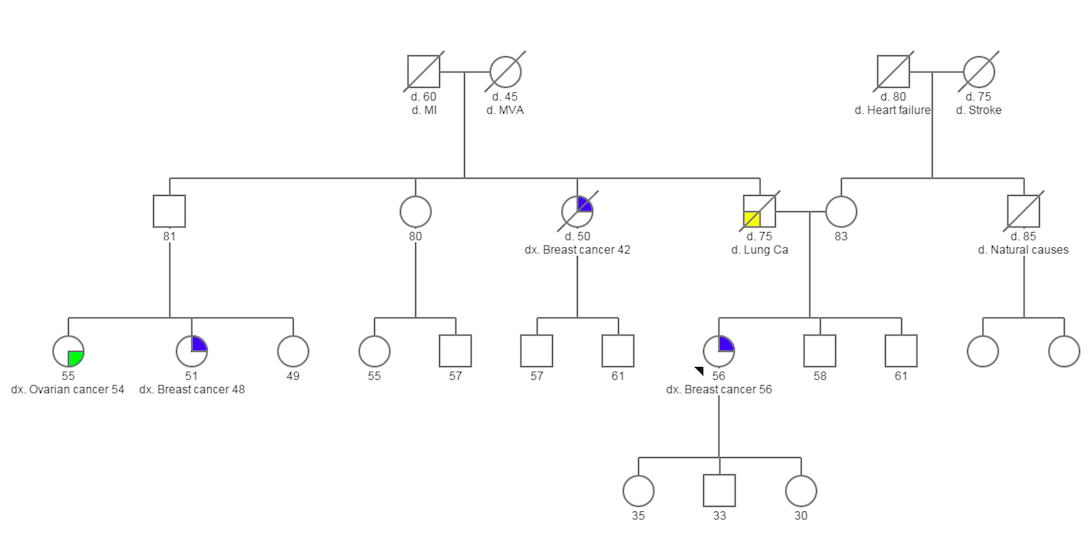 d. 60
d. MI
d. 45
d. MVA
d. 80
d. Heart failure
d. 75
d. Stroke
81
80
d. 50
dx. Breast cancer 42
d. 75
d. Lung Ca
83
d. 85
d. Natural causes
55
dx. Ovarian cancer 54
51
dx. Breast cancer 48
49
55
57
57
61
56
dx. Breast cancer 56
58
61
35
33
30